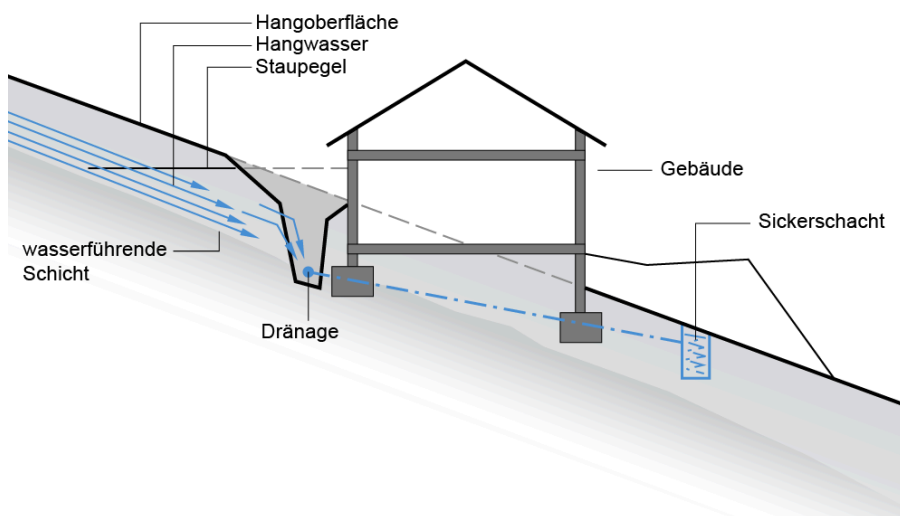 Hangoberfläche
Hangwasser
Staupegel
Gebäude
Sickerschacht
wasserführende
Schicht
Dränage